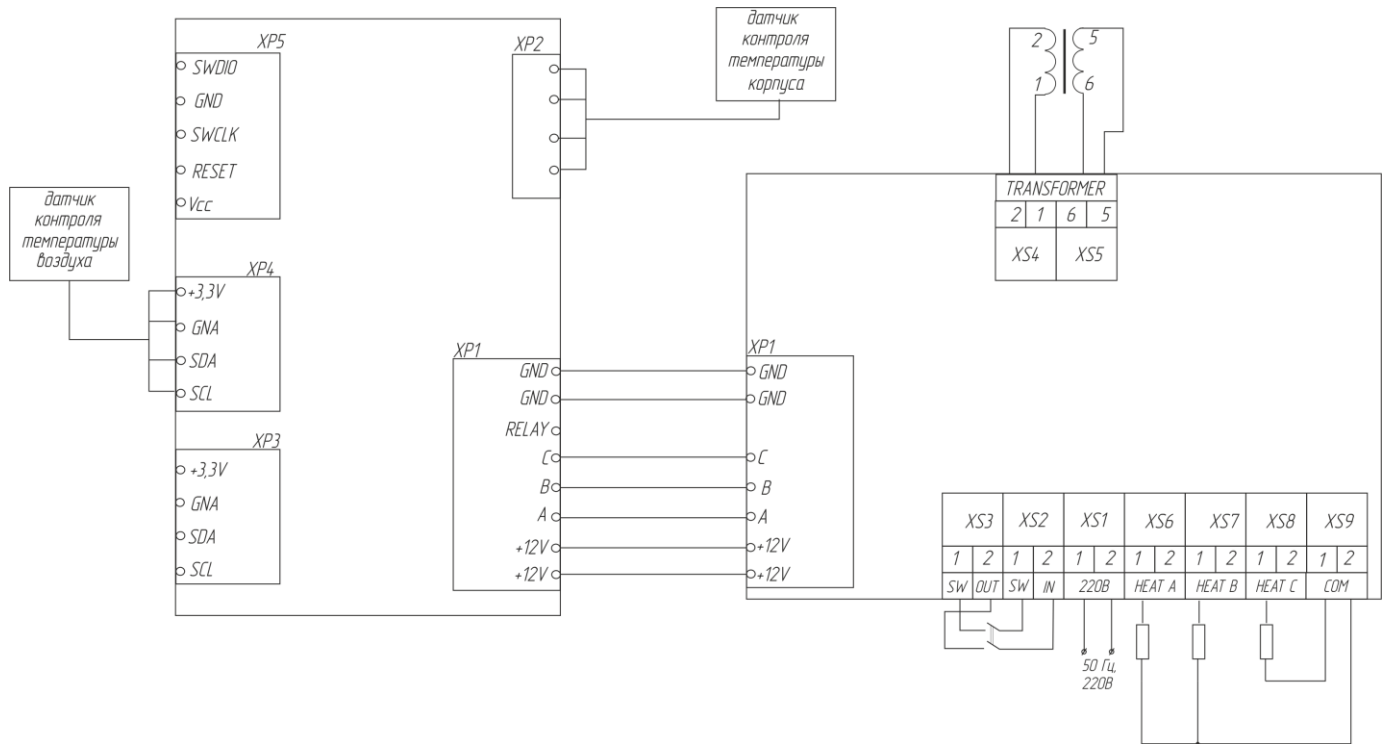 XP5
SWDIO
GND
SWCLK
RESET
Vcc
XP2
датчик
контроля
температуры
корпуса
2 5
1 6
датчик
контроля
температуры
воздуха
TRANSFORMER
2 1 6 5
XS4 XS5
XP4
+3,3V
GNA
SDA
SCL
XP1
GND
GND
RELAY
C
B
A
+12V
+12V
XP1
GND
GND
C
B
A
+12V
+12V
XP3
+3,3V
GNA
SDA
SCL
XS3 XS2 XS1 XS6 XS7 XS8 XS9
1 2 1 2 1 2 1 2 1 2 1 2 1 2
SW OUT SW IN 220В HEAT A HEAT B HEAT C COM
50 Гц,
220В